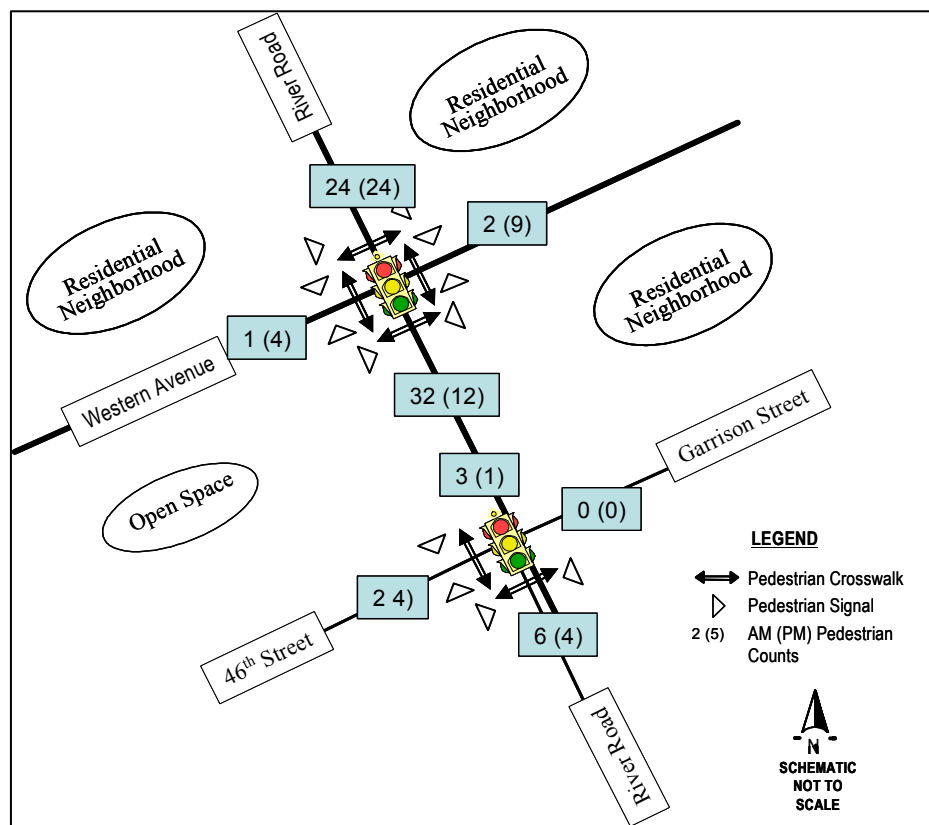 River Road
Residential
Neighborhood
24 (24)
2 (9)
Residential
Neighborhood
Residential
Neighborhood
1 (4)
Western Avenue
32 (12)
Garrison Street
3 (1)
Open Space
0 (0)
2 4)
46th Street
6 (4)
River Road
LEGEND
Pedestrian Crosswalk
Pedestrian Signal
2 (5) AM (PM) Pedestrian
Counts
N
SCHEMATIC
NOT TO
SCALE